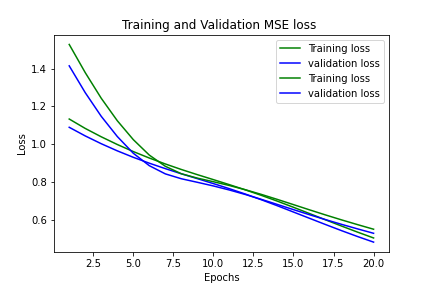 Training and Validation MSE loss
Training loss
validation loss
Training loss
validation loss
Loss
1.4
1.2
1.0
0.8
0.6
2.5 5.0 7.5 10.0 12.5 15.0 17.5 20.0
Epochs